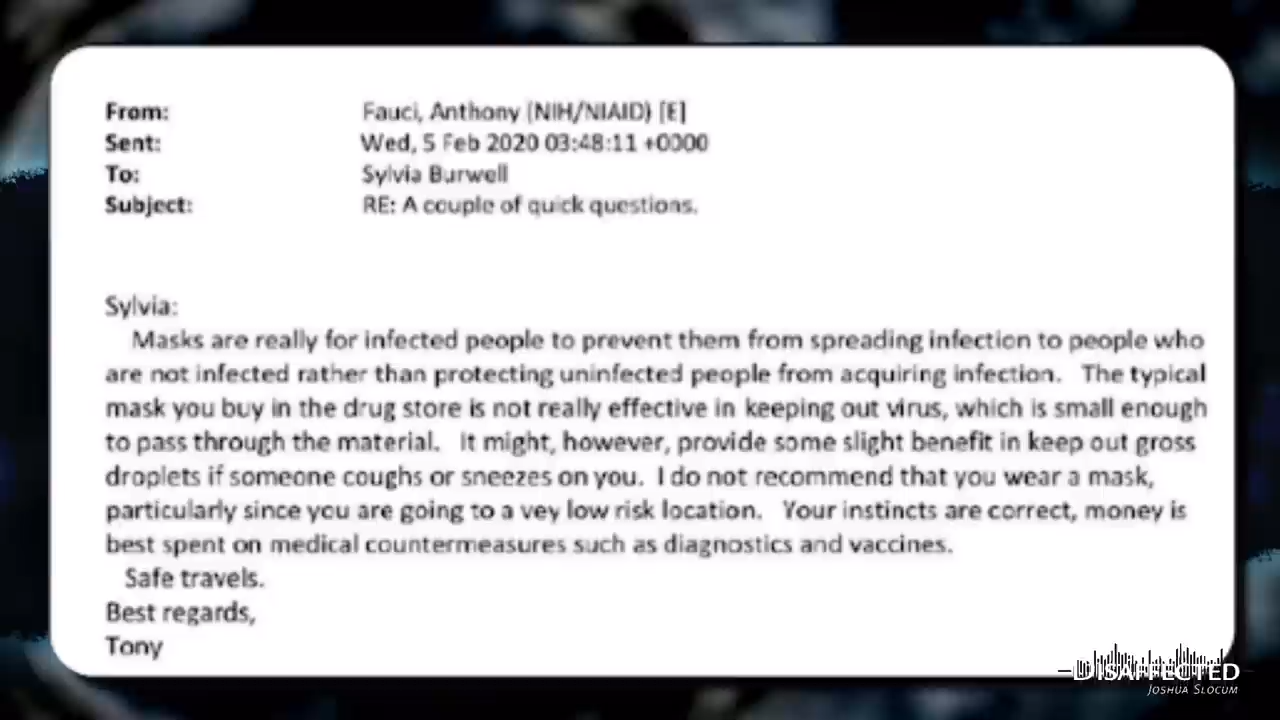 From: Fauci, Anthony (NIH/NIAID) [E]
Sent: Wed, 5 Feb 2020 03:48:11 +0000
To: Sylvia Burwell
Subject: RE: A couple of quick questions.
Sylvia:
Masks are really for infected people to prevent them from spreading infection to people who
are not infected rather than protecting uninfected people from acquiring infection. The typical
mask you buy in the drug store is not really effective in keeping out virus, which is small enough
to pass through the material. It might, however, provide some slight benefit in keep out gross
droplets if someone coughs or sneezes on you. I do not recommend that you wear a mask,
particularly since you are going to a vey low risk location. Your instincts are correct, money is
best spent on medical countermeasures such as diagnostics and vaccines.
Safe travels.
Best regards,
Tony
DISAFFECTED
JOSHUA SLOCUM